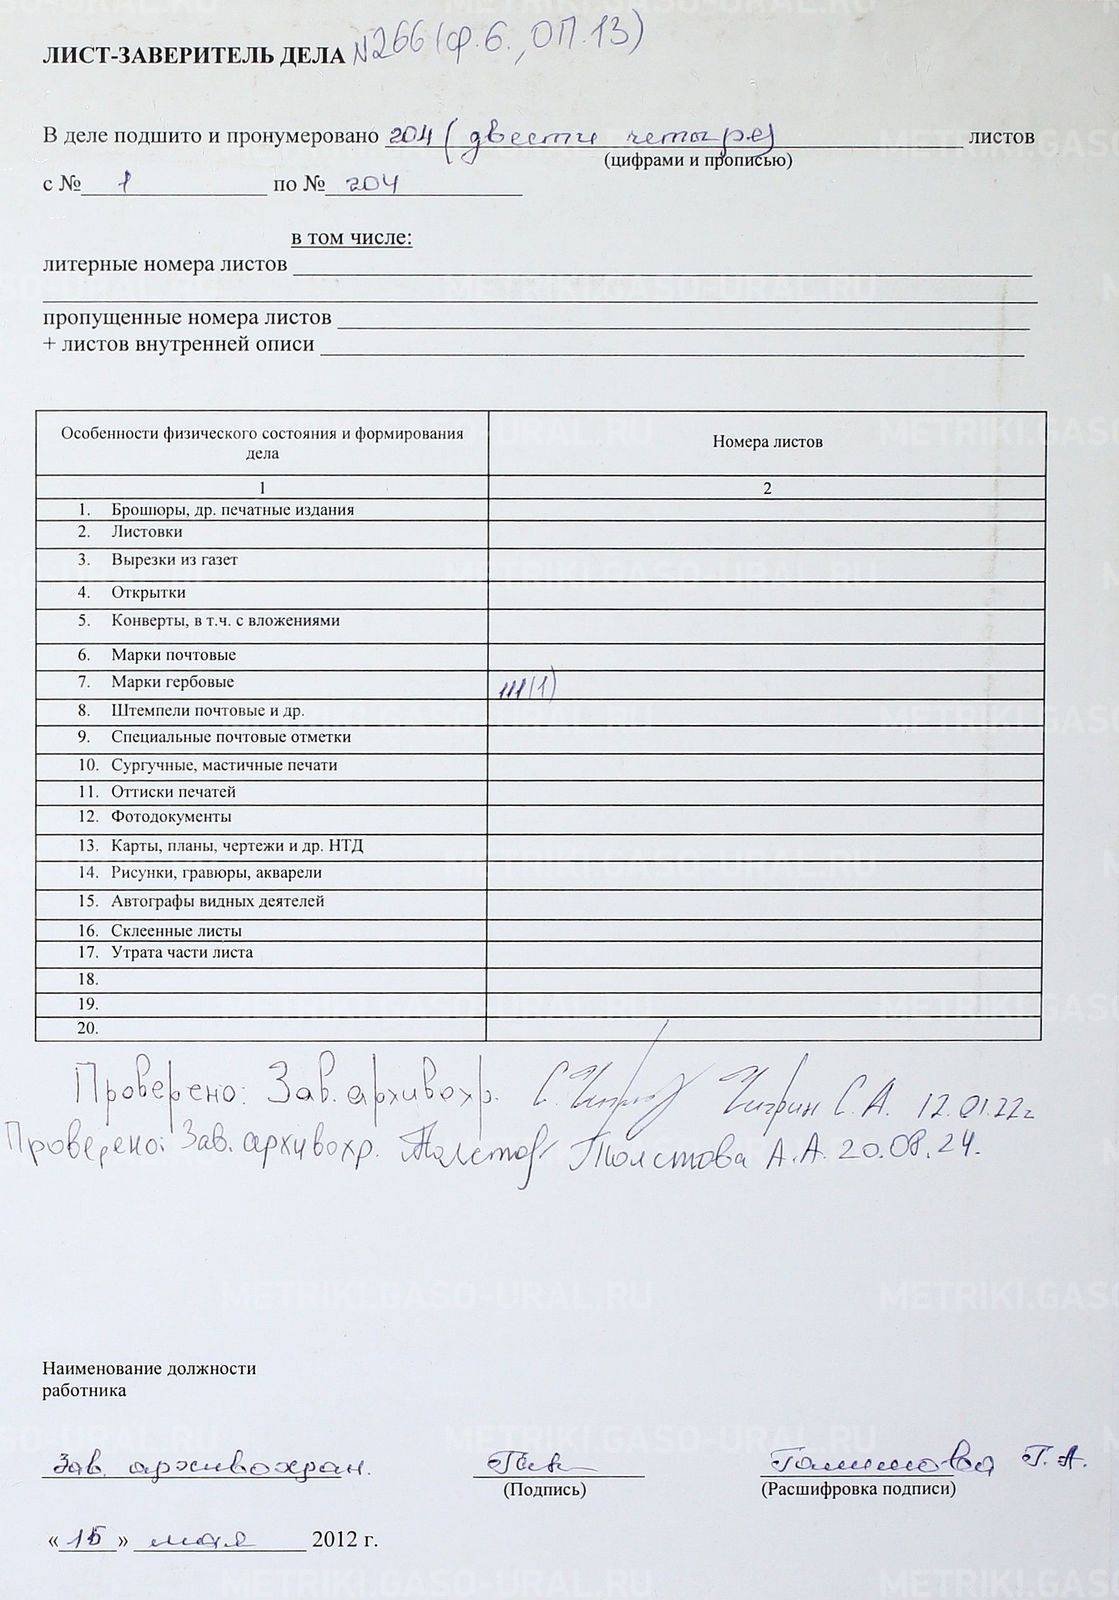 ЛИСТ-ЗАВЕРИТЕЛЬ ДЕЛА №266 (ф.6., ОП.13)
В деле подшито и пронумеровано 204 (двести четыре) листов
(цифрами и прописью)
с № 1 по № 204
в том числе:
литерные номера листов
пропущенные номера листов
+ листов внутренней описи
Особенности физического состояния и формирования дела Номера листов
1 2
1. Брошюры, др. печатные издания
2. Листовки
3. Вырезки из газет
4. Открытки
5. Конверты, в т.ч. с вложениями
6. Марки почтовые
7. Марки гербовые 111(1)
8. Штемпели почтовые и др.
9. Специальные почтовые отметки
10. Сургучные, мастичные печати
11. Оттиски печатей
12. Фотодокументы
13. Карты, планы, чертежи и др. НТД
14. Рисунки, гравюры, акварели
15. Автографы видных деятелей
16. Склеенные листы
17. Утрата части листа
18.
19.
20.
Проверено: Зав. архивохр. Чигрин С.А. 12.01.22г
Проверено: Зав. архивохр. Толстова А.А. 20.08.24.
Наименование должности
работника
Зав. архивохран. Г.А.
(Подпись) (Расшифровка подписи)
«15» мая 2012 г.
METRIKI.GASO-URAL.RU